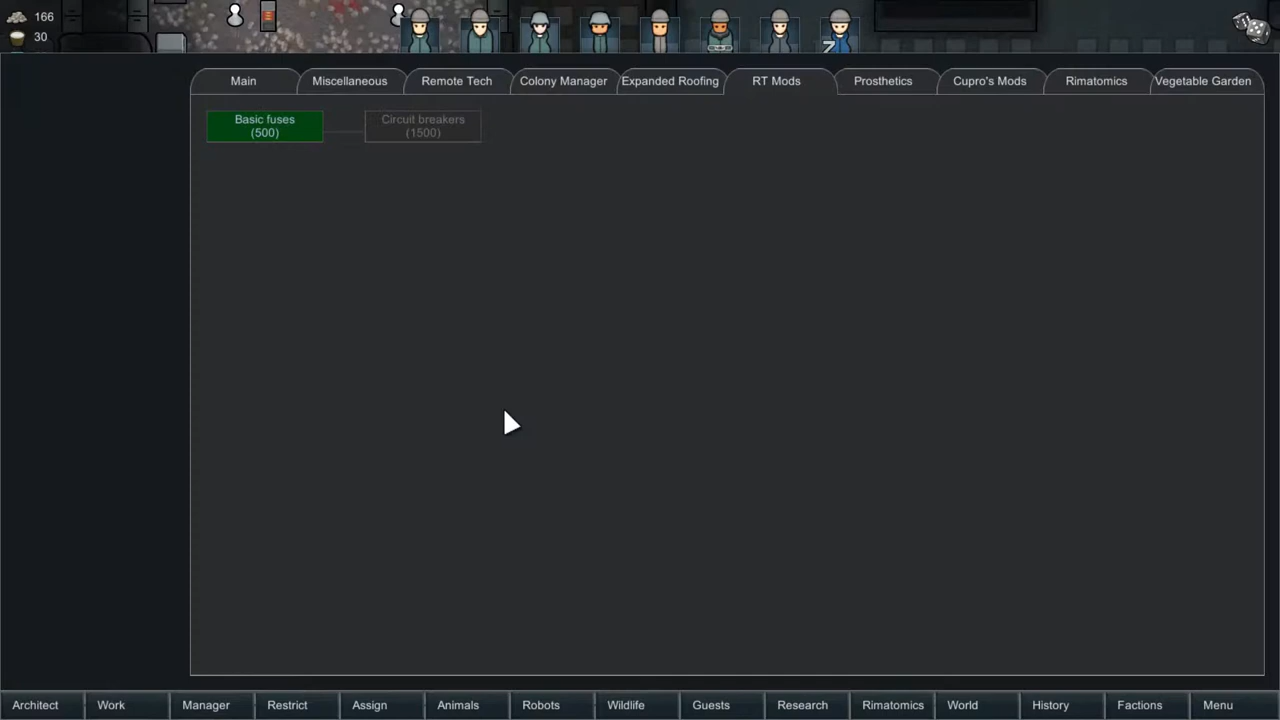 166
30
Z
Main Miscellaneous Remote Tech Colony Manager Expanded Roofing RT Mods Prosthetics Cupro's Mods Rimatomics Vegetable Garden
Basic fuses
(500)
Circuit breakers
(1500)
Architect Work Manager Restrict Assign Animals Robots Wildlife Guests Research Rimatomics World History Factions Menu